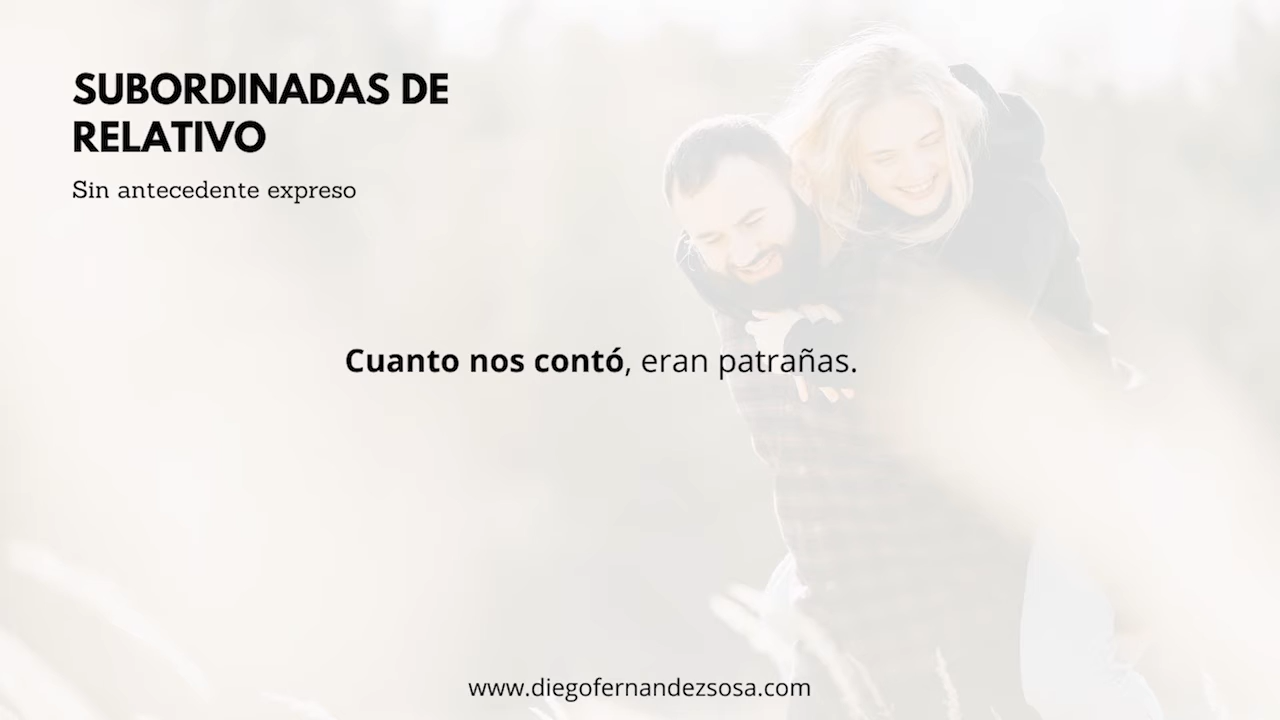 SUBORDINADAS DE
RELATIVO
Sin antecedente expreso
Cuanto nos contó, eran patrañas.
www.diegofernandezsosa.com